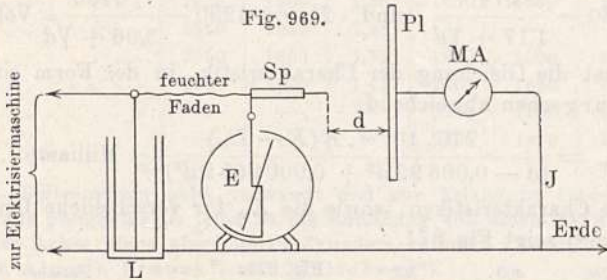 Fig. 969.
Pl
MA
feuchter
Faden
Sp
d
E
J
zur Elektrisiermaschine
L
Erde